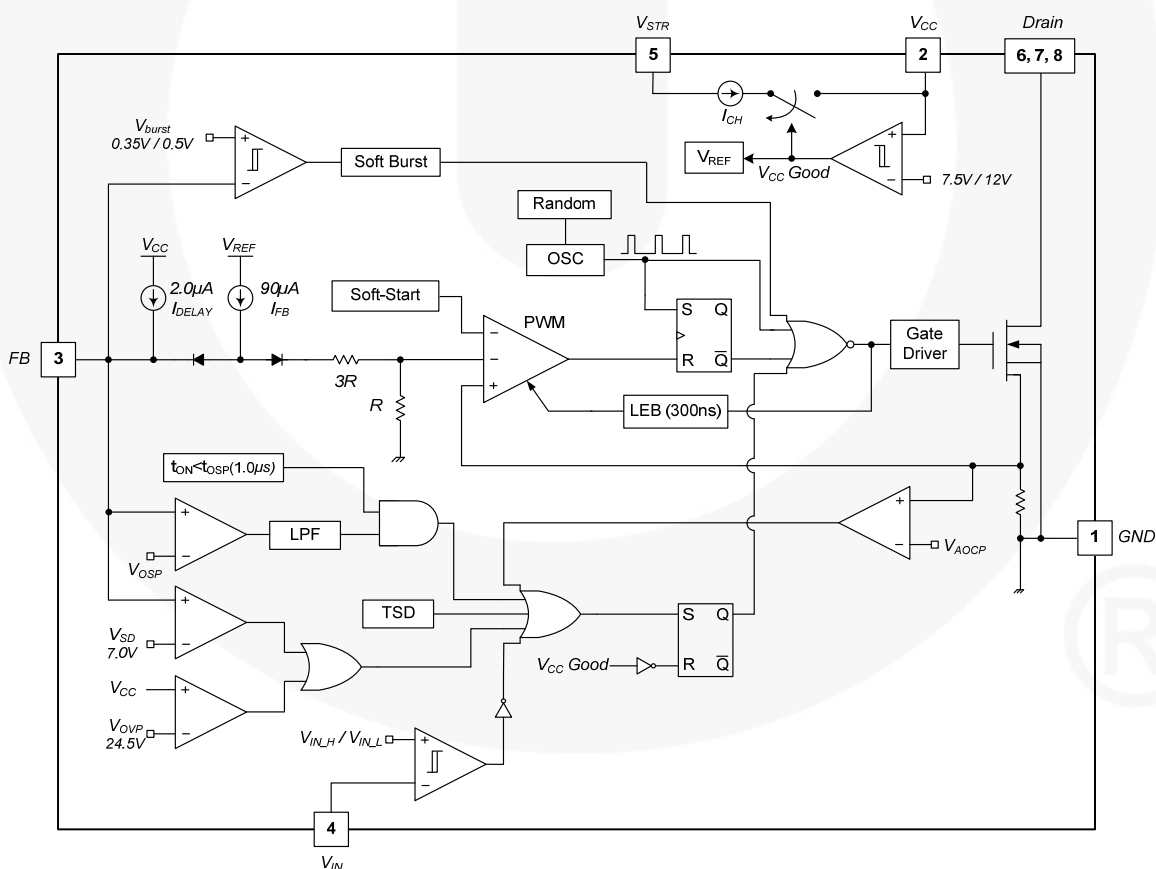 VSTR
VCC
Drain
5
2
6, 7, 8
ICH
Vburst
0.35V / 0.5V
+
−
Soft Burst
VREF
VCC Good
+
−
7.5V / 12V
Random
OSC
VCC
VREF
2.0µA
IDELAY
90µA
IFB
Soft-Start
PWM
S Q
R Q
Gate
Driver
FB
3
3R
R
−
−
+
LEB (300ns)
tON<tOSP(1.0µs)
+
−
LPF
VOSP
+
−
VAOCP
1
GND
+
−
VSD
7.0V
TSD
S Q
R Q
VCC Good
VCC
+
−
VOVP
24.5V
VIN_H / VIN_L
+
−
4
VIN
R